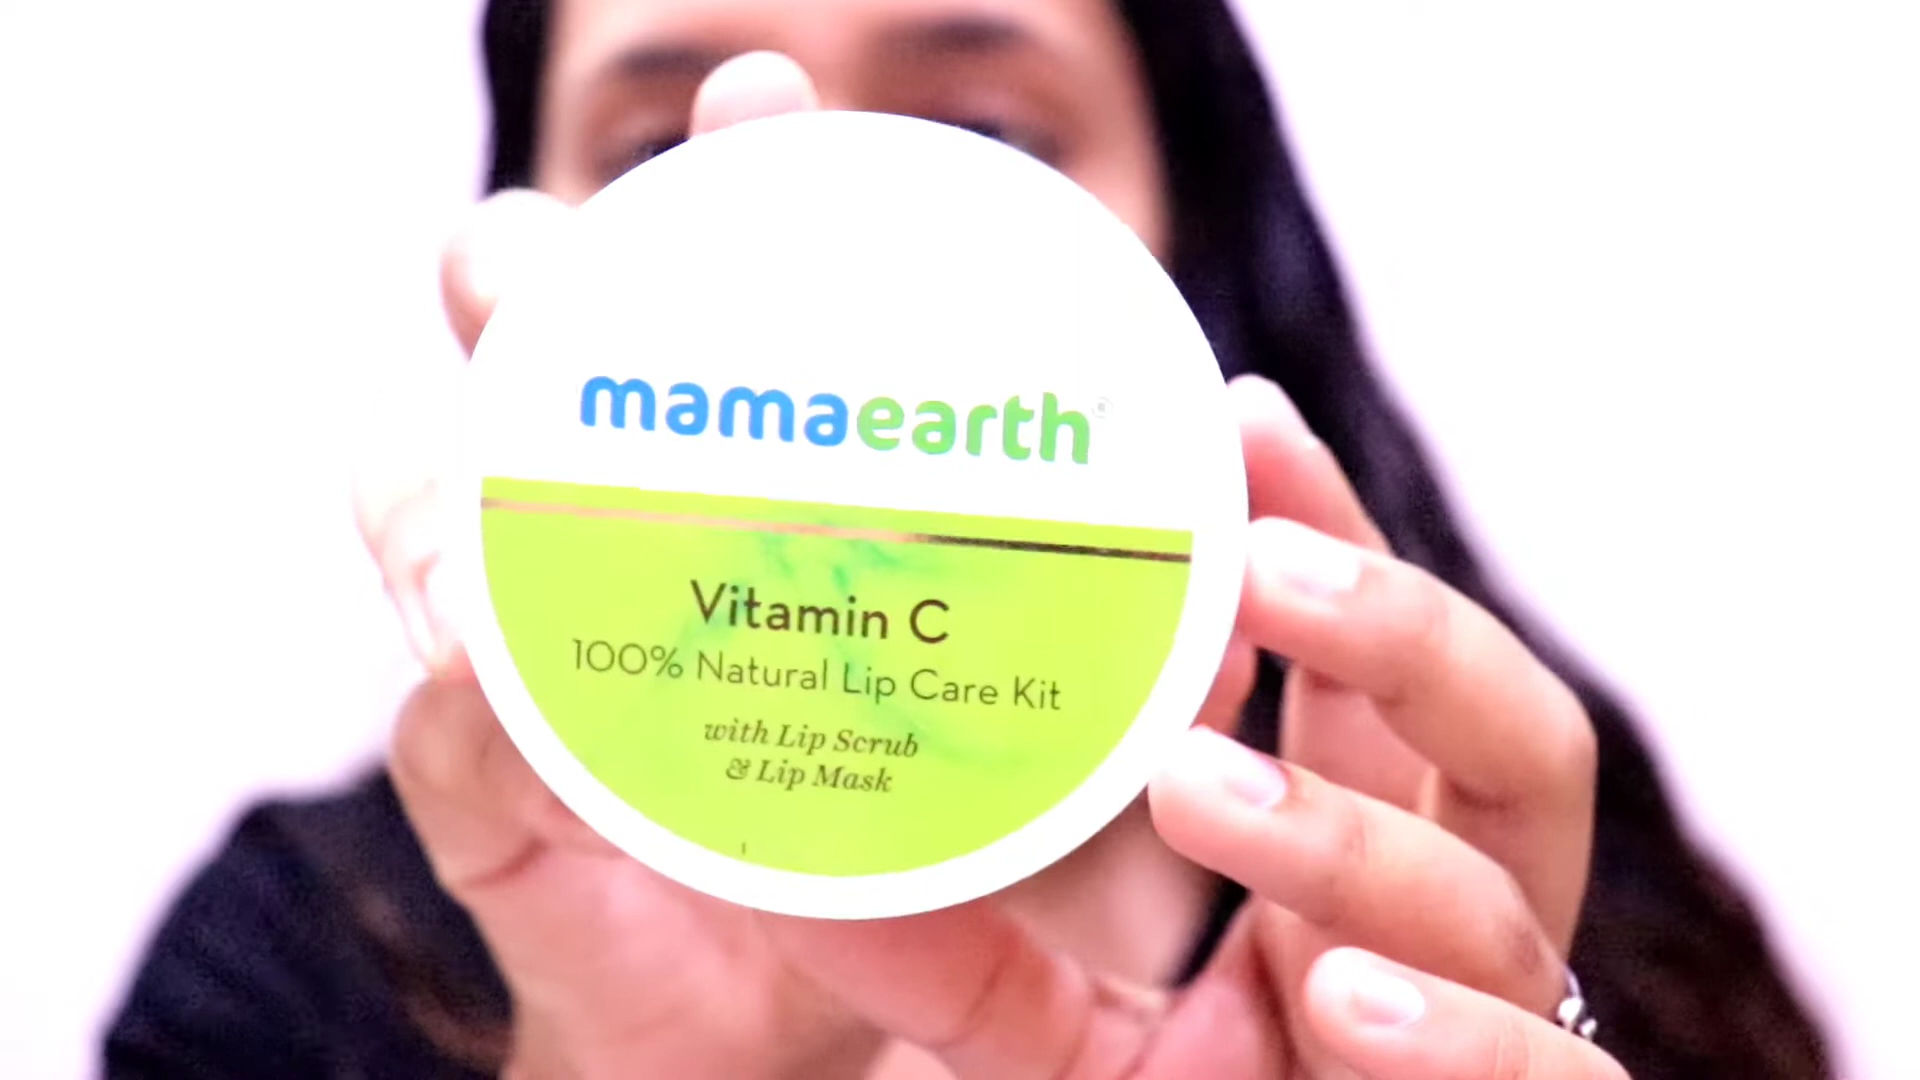 mamaearth®
Vitamin C
100% Natural Lip Care Kit
with Lip Scrub
& Lip Mask